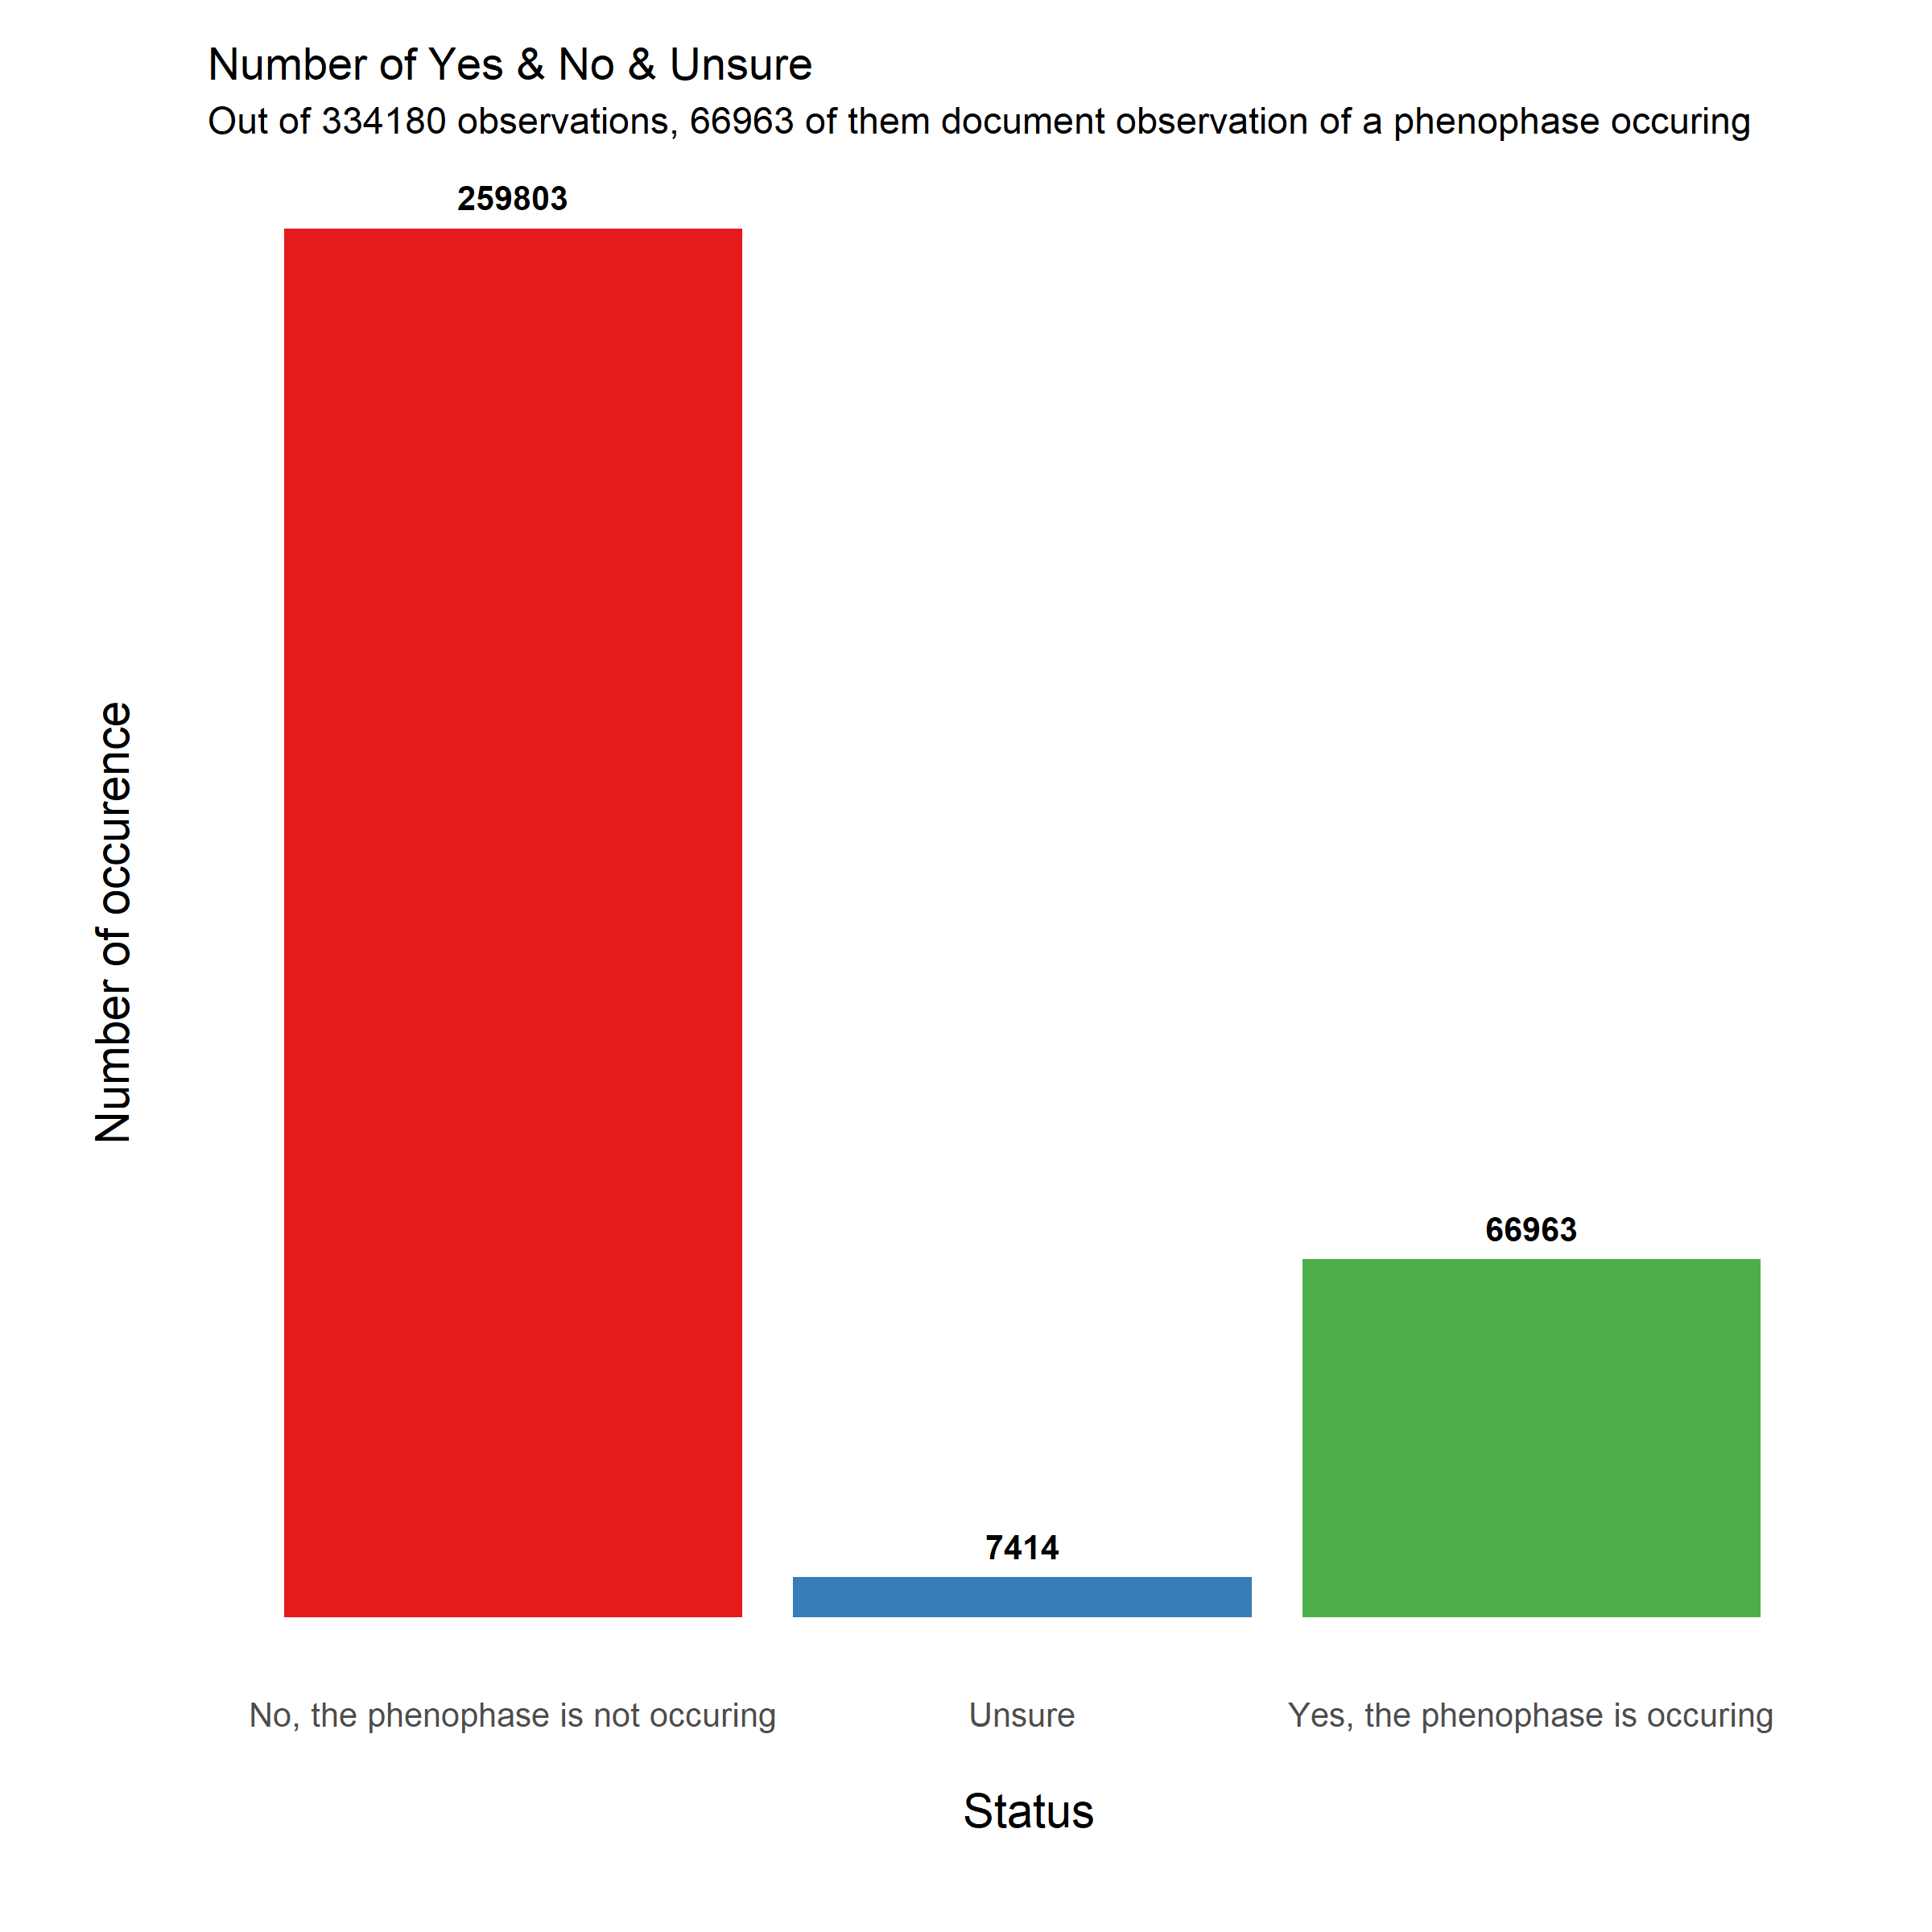 Number of Yes & No & Unsure
Out of 334180 observations, 66963 of them document observation of a phenophase occuring
259803
Number of occurence
66963
7414
No, the phenophase is not occuring
Unsure
Yes, the phenophase is occuring
Status